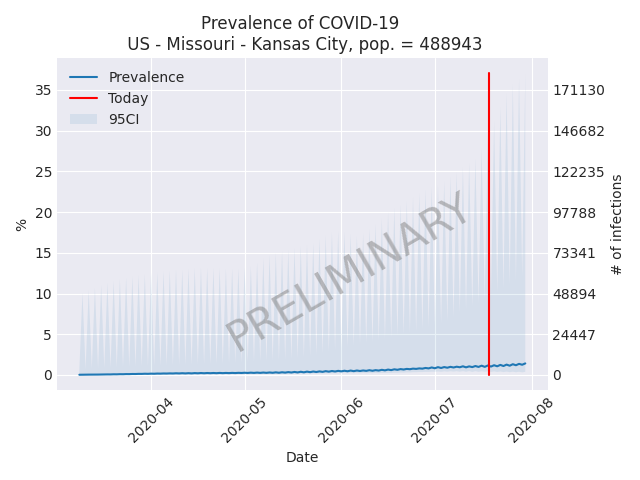 Prevalence of COVID-19
US - Missouri - Kansas City, pop. = 488943
Prevalence
Today
95CI
35
30
25
20
15
10
5
0
%
171130
146682
122235
97788
73341
48894
24447
0
# of infections
PRELIMINARY
2020-04
2020-05
2020-06
2020-07
2020-08
Date